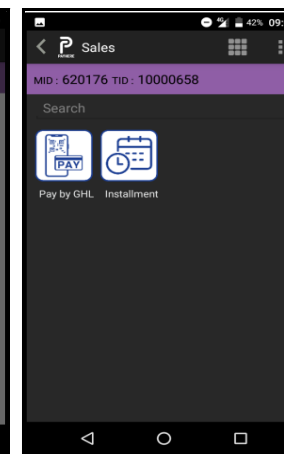 42% 09:
Sales
MID : 620176 TID : 10000658
Search
PAY
Pay by GHL Installment